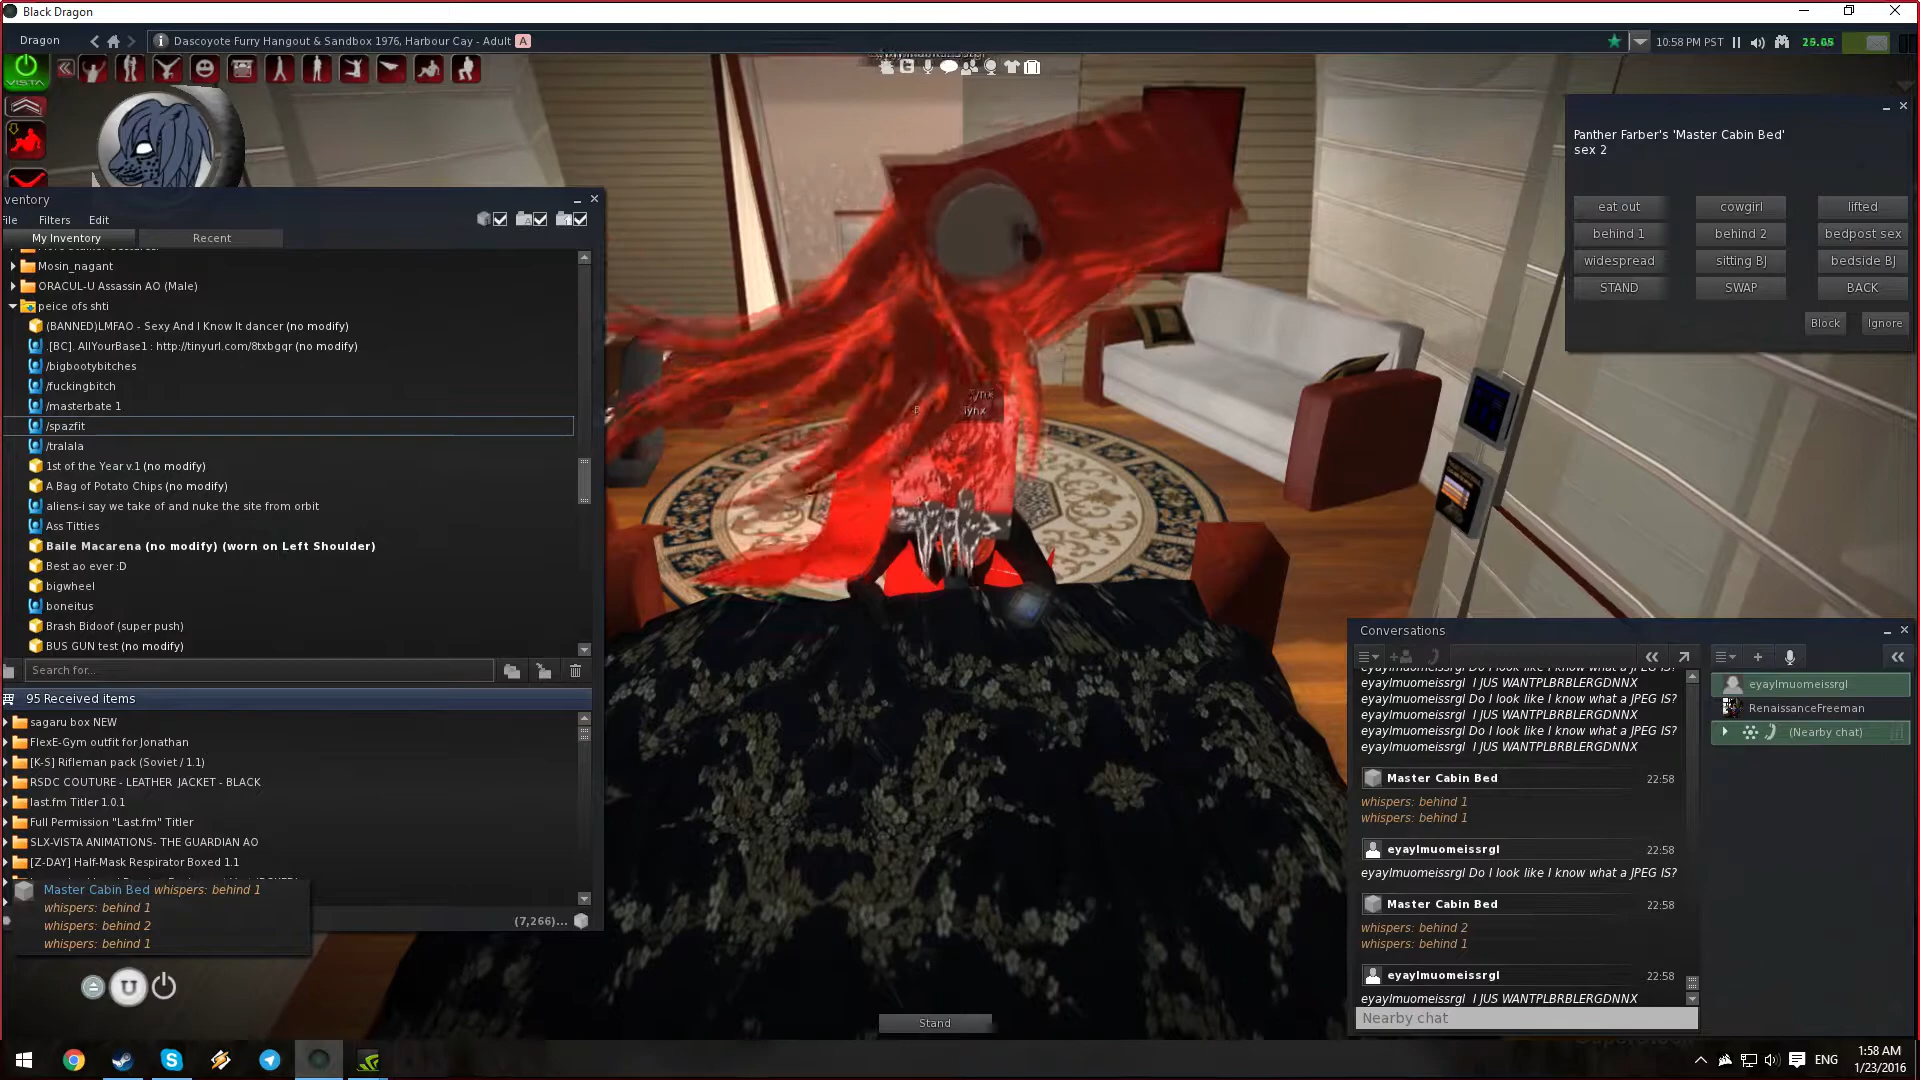 Black Dragon
Dragon
Dascoyote Furry Hangout & Sandbox 1976, Harbour Cay - Adult A
10:58 PM PST
VISTA
Panther Farber's 'Master Cabin Bed'
sex 2
eat out cowgirl lifted
behind 1 behind 2 bedpost sex
widespread sitting BJ bedside BJ
STAND SWAP BACK
Block Ignore
ventory
File Filters Edit
My Inventory Recent
Mosin_nagant
ORACUL-U Assassin AO (Male)
peice ofs shti
(BANNED)LMFAO - Sexy And I Know It dancer (no modify)
.[BC]. AllYourBase1 : http://tinyurl.com/8txbgqr (no modify)
/bigbootybitches
/fuckingbitch
/masterbate 1
/spazfit
/tralala
1st of the Year v.1 (no modify)
A Bag of Potato Chips (no modify)
aliens-i say we take of and nuke the site from orbit
Ass Titties
Baile Macarena (no modify) (worn on Left Shoulder)
Best ao ever :D
bigwheel
boneitus
Brash Bidoof (super push)
BUS GUN test (no modify)
Search for...
95 Received items
sagaru box NEW
FlexE-Gym outfit for Jonathan
[K-S] Rifleman pack (Soviet / 1.1)
RSDC COUTURE - LEATHER JACKET - BLACK
last.fm Titler 1.0.1
Full Permission "Last.fm" Titler
SLX-VISTA ANIMATIONS- THE GUARDIAN AO
[Z-DAY] Half-Mask Respirator Boxed 1.1
Master Cabin Bed whispers: behind 1
whispers: behind 1
whispers: behind 2
whispers: behind 1
(7,266)...
U
Stand
Conversations
eyaylmuomeissrgl Do I look like I know what a JPEG IS?
eyaylmuomeissrgl I JUS WANTPLBRBLERGDNNX
eyaylmuomeissrgl Do I look like I know what a JPEG IS?
eyaylmuomeissrgl I JUS WANTPLBRBLERGDNNX
eyaylmuomeissrgl Do I look like I know what a JPEG IS?
eyaylmuomeissrgl I JUS WANTPLBRBLERGDNNX
Master Cabin Bed 22:58
whispers: behind 1
whispers: behind 1
eyaylmuomeissrgl 22:58
eyaylmuomeissrgl Do I look like I know what a JPEG IS?
Master Cabin Bed 22:58
whispers: behind 2
whispers: behind 1
eyaylmuomeissrgl 22:58
eyaylmuomeissrgl I JUS WANTPLBRBLERGDNNX
Nearby chat
eyaylmuomeissrgl
RenaissanceFreeman
(Nearby chat)
ENG
1:58 AM
1/23/2016